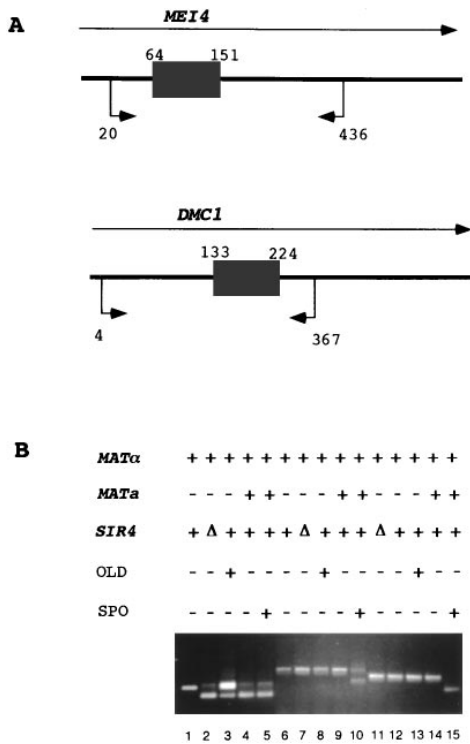 A
MEI4
64 151
20 436
DMC1
133 224
4 367
B
MATα + + + + + + + + + + + + + + +
MATa - - - + + - - - + + - - - + +
SIR4 + Δ + + + + Δ + + + Δ + + + +
OLD - - + - - - - + - - - - + - -
SPO - - - - + - - - - + - - - - +
1 2 3 4 5 6 7 8 9 10 11 12 13 14 15